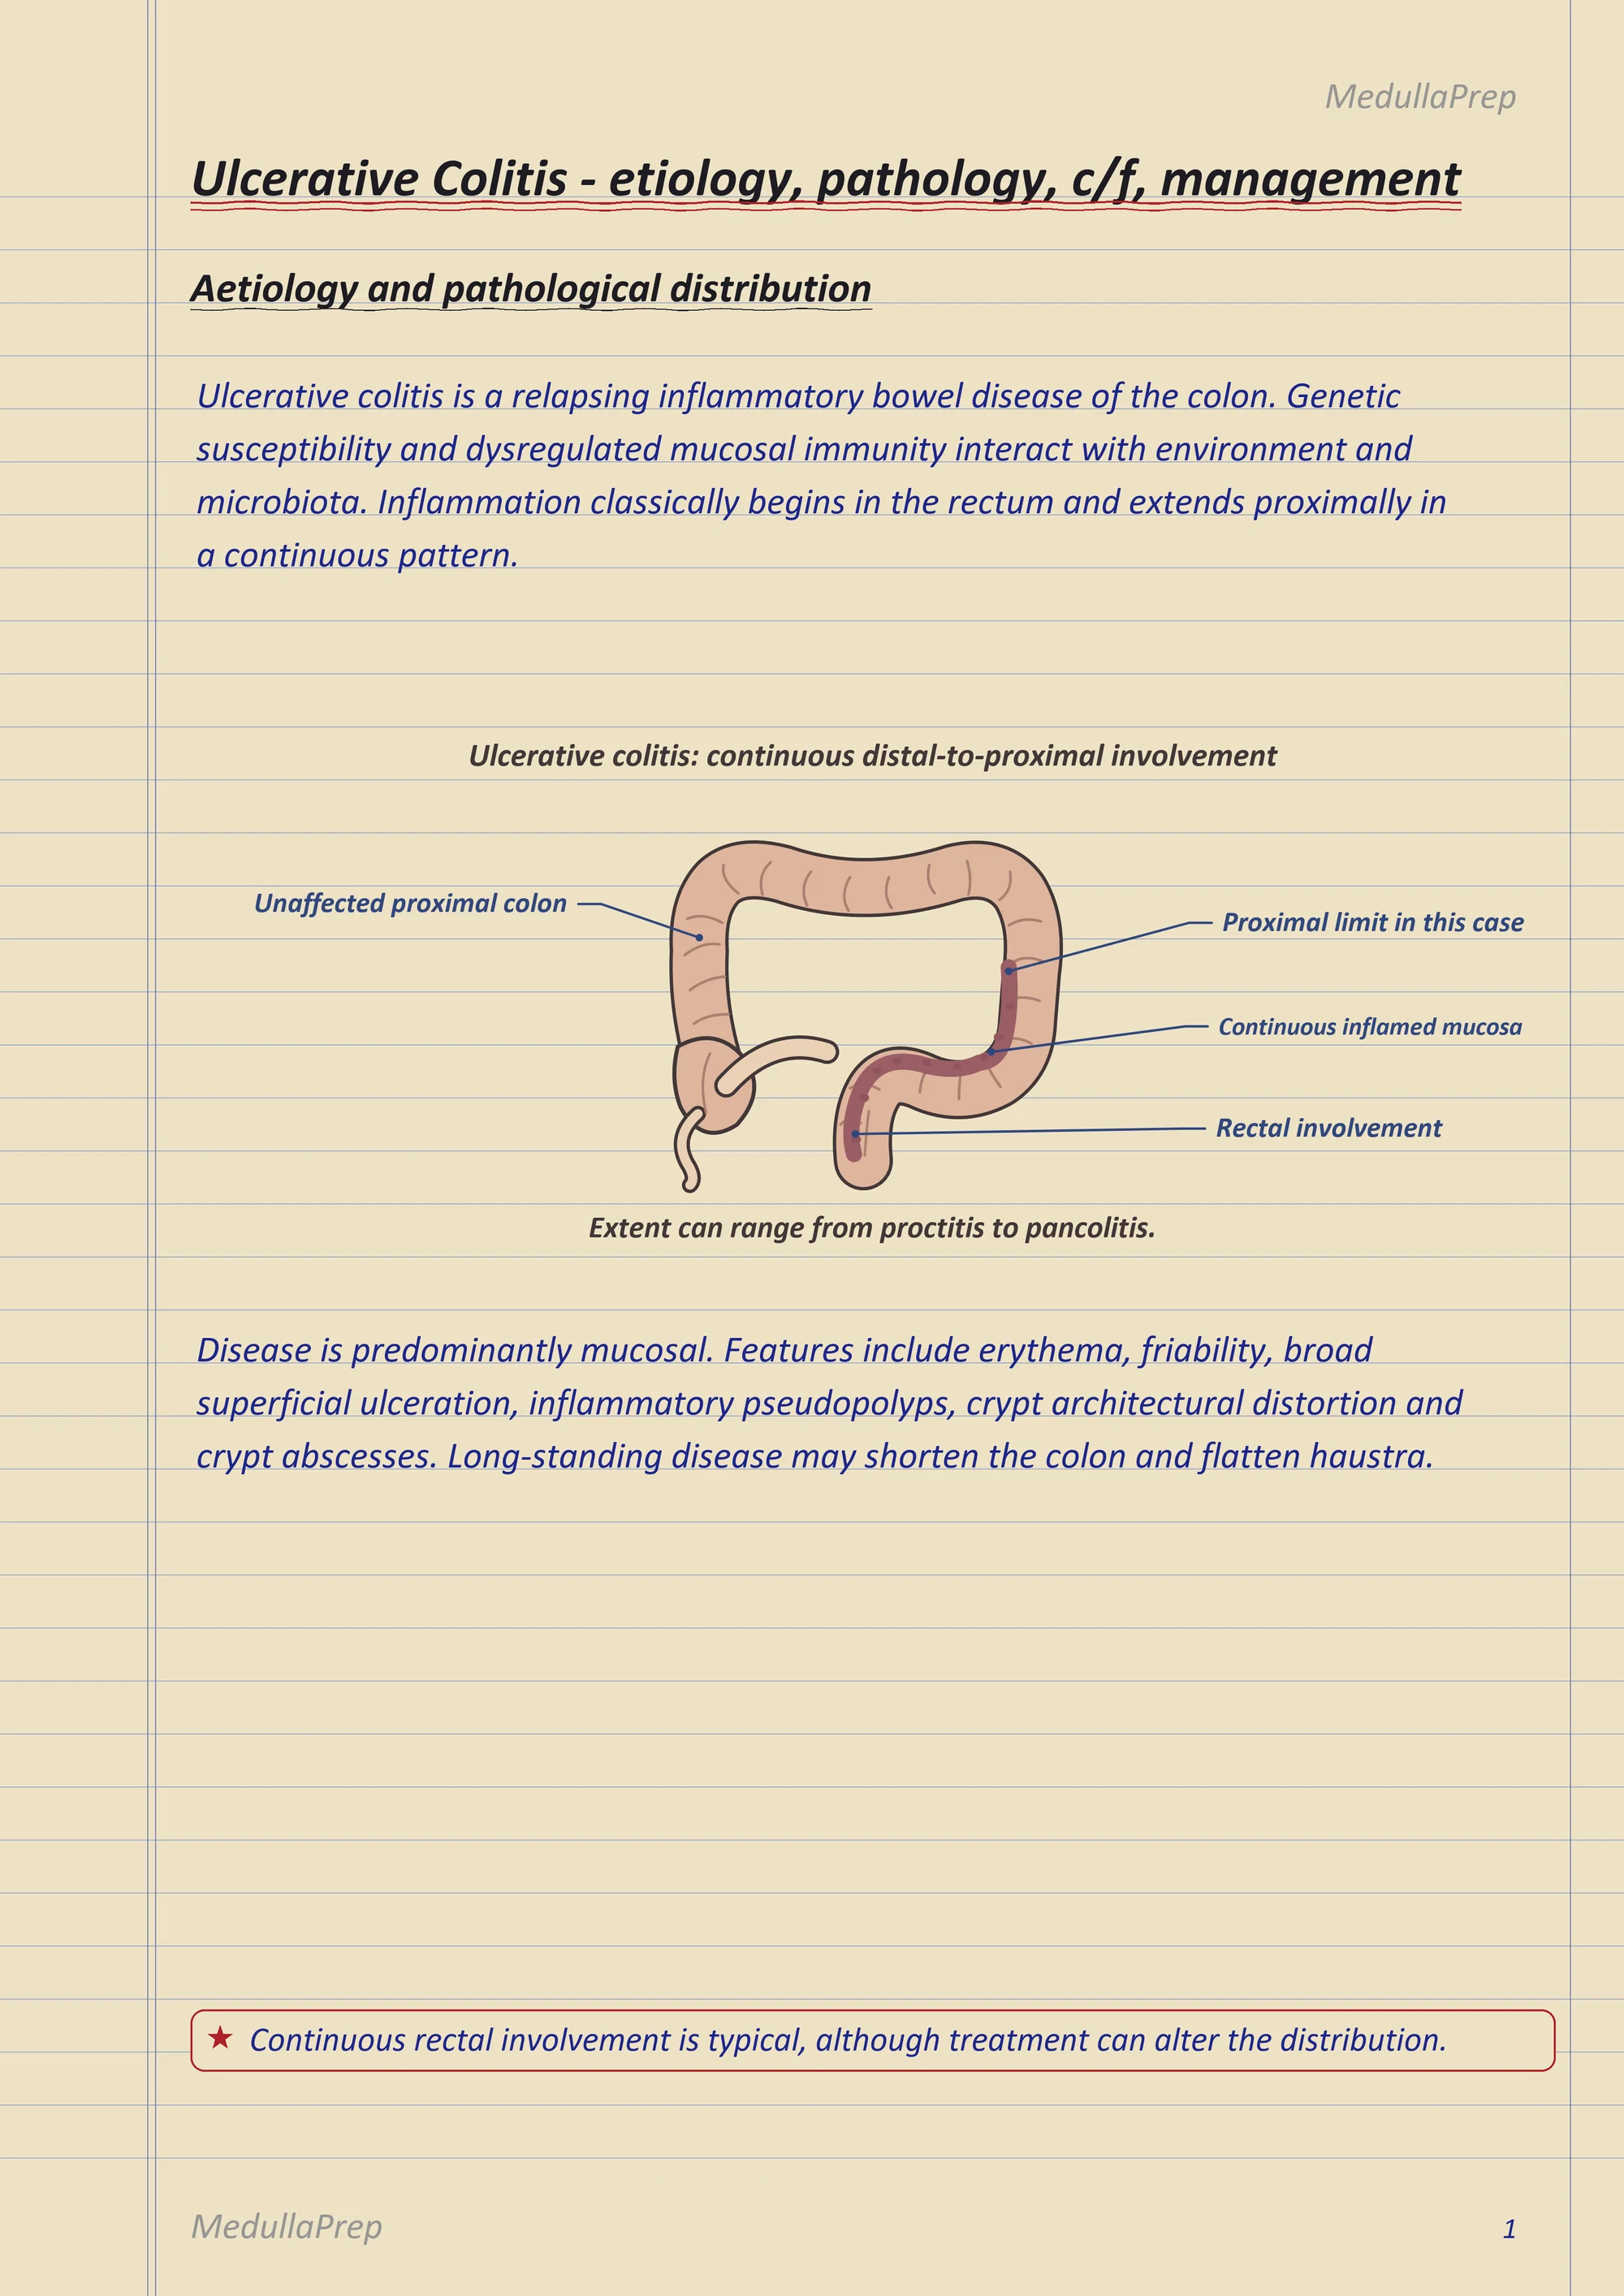 MedullaPrep
Ulcerative Colitis - etiology, pathology, c/f, management
Aetiology and pathological distribution
Ulcerative colitis is a relapsing inflammatory bowel disease of the colon. Genetic
susceptibility and dysregulated mucosal immunity interact with environment and
microbiota. Inflammation classically begins in the rectum and extends proximally in
a continuous pattern.
Ulcerative colitis: continuous distal-to-proximal involvement
Unaffected proximal colon
Proximal limit in this case
Continuous inflamed mucosa
Rectal involvement
Extent can range from proctitis to pancolitis.
Disease is predominantly mucosal. Features include erythema, friability, broad
superficial ulceration, inflammatory pseudopolyps, crypt architectural distortion and
crypt abscesses. Long-standing disease may shorten the colon and flatten haustra.
★ Continuous rectal involvement is typical, although treatment can alter the distribution.
MedullaPrep
1